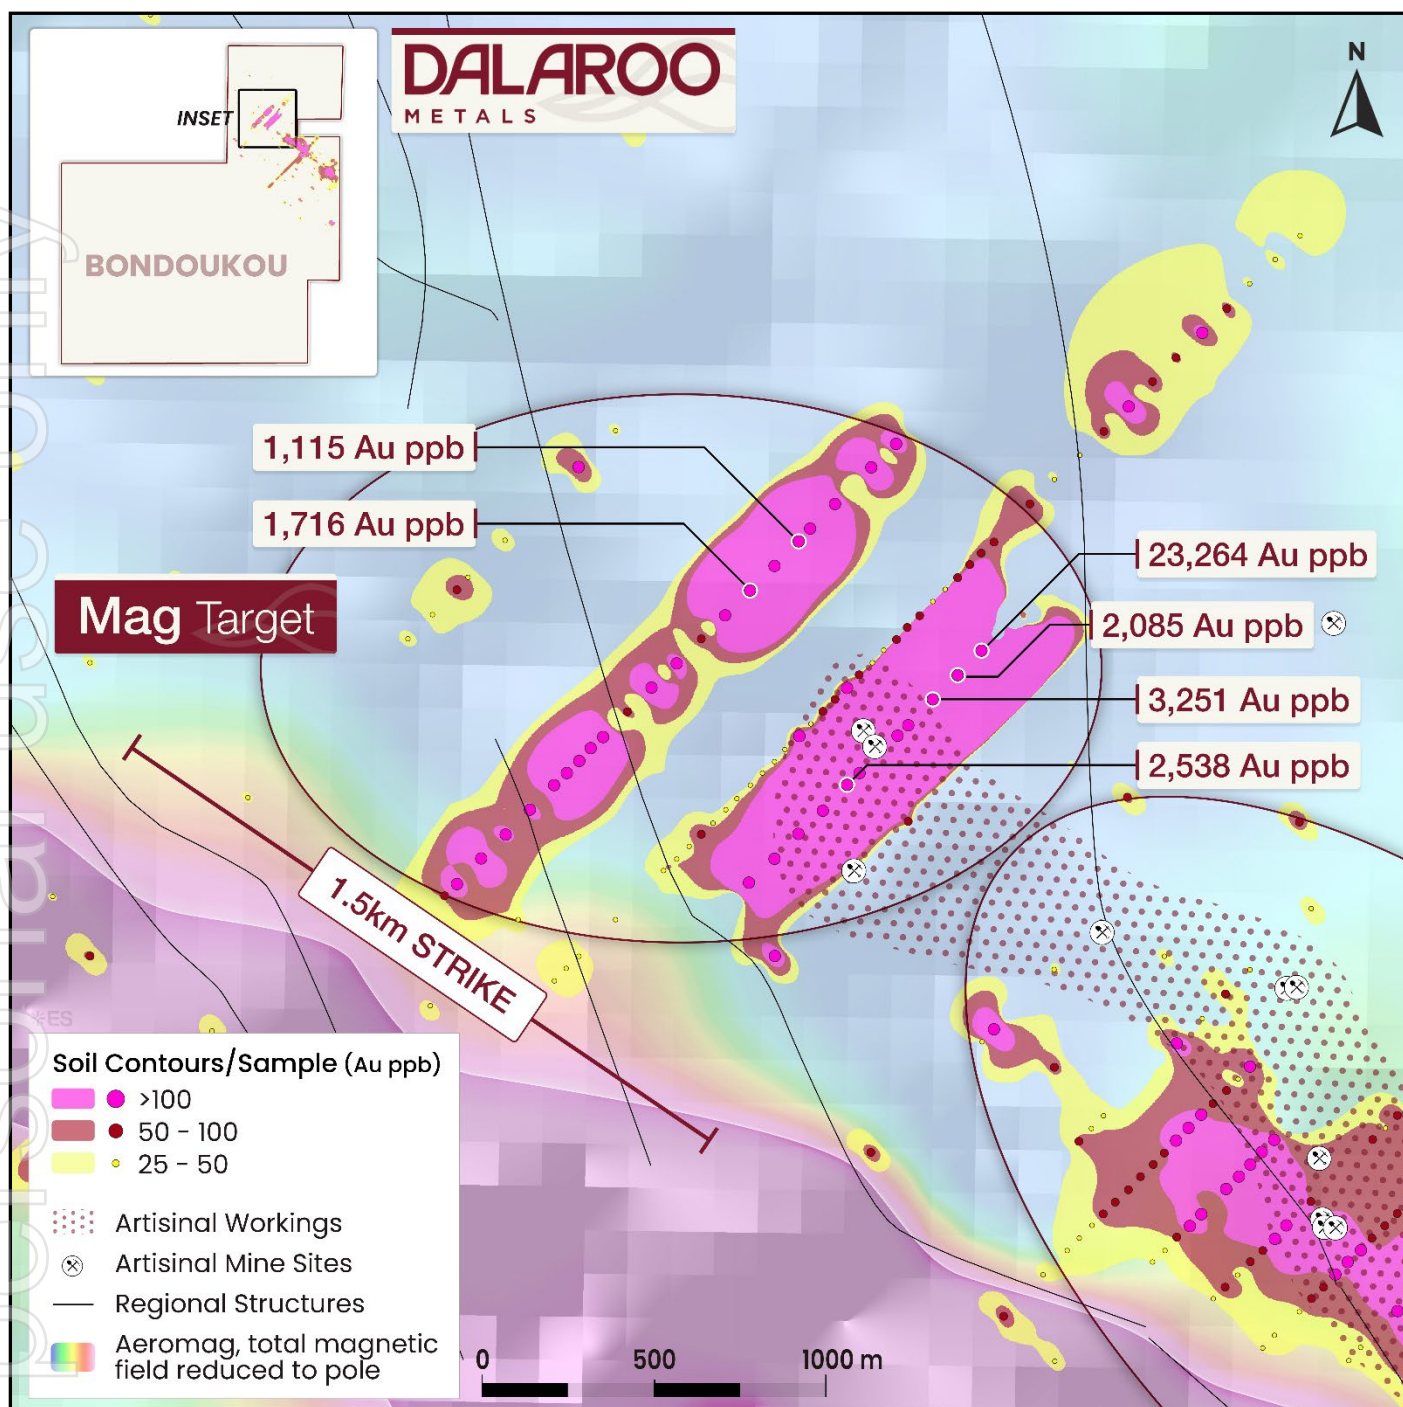 DALAROO
METALS
N
INSET
BONDOUKOU
1,115 Au ppb
1,716 Au ppb
23,264 Au ppb
2,085 Au ppb
3,251 Au ppb
2,538 Au ppb
Mag Target
1.5km STRIKE
Soil Contours/Sample (Au ppb)
>100
50 - 100
25 - 50
Artisinal Workings
Artisinal Mine Sites
Regional Structures
Aeromag, total magnetic
field reduced to pole
0 500 1000 m